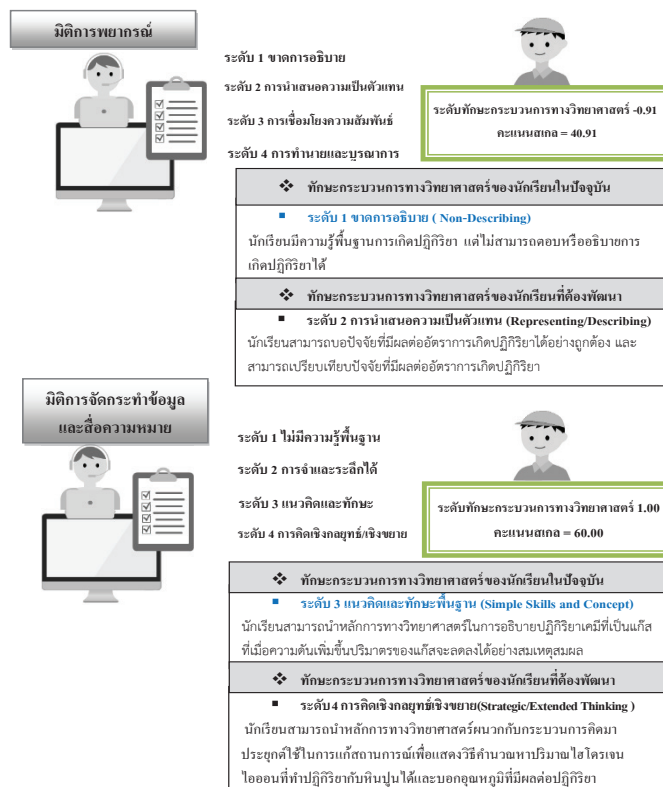 มิติการพยากรณ์
ระดับ 1 ขาดการอธิบาย
ระดับ 2 การนำเสนอความเป็นตัวแทน
ระดับ 3 การเชื่อมโยงความสัมพันธ์
ระดับ 4 การทำนายและบูรณาการ
ระดับทักษะกระบวนการทางวิทยาศาสตร์ -0.91
คะแนนสเกล = 40.91
❖ ทักษะกระบวนการทางวิทยาศาสตร์ของนักเรียนในปัจจุบัน
▪ ระดับ 1 ขาดการอธิบาย ( Non-Describing)
นักเรียนมีความรู้พื้นฐานการเกิดปฏิกิริยา แต่ไม่สามารถตอบหรืออธิบายการ
เกิดปฏิกิริยาได้
❖ ทักษะกระบวนการทางวิทยาศาสตร์ของนักเรียนที่ต้องพัฒนา
▪ ระดับ 2 การนำเสนอความเป็นตัวแทน (Representing/Describing)
นักเรียนสามารถบอปัจจัยที่มีผลต่ออัตราการเกิดปฏิกิริยาได้อย่างถูกต้อง และ
สามารถเปรียบเทียบปัจจัยที่มีผลต่ออัตราการเกิดปฏิกิริยา
มิติการจัดกระทำข้อมูล
และสื่อความหมาย
ระดับ 1 ไม่มีความรู้พื้นฐาน
ระดับ 2 การจำและระลึกได้
ระดับ 3 แนวคิดและทักษะ
ระดับ 4 การคิดเชิงกลยุทธ์/เชิงขยาย
ระดับทักษะกระบวนการทางวิทยาศาสตร์ 1.00
คะแนนสเกล = 60.00
❖ ทักษะกระบวนการทางวิทยาศาสตร์ของนักเรียนในปัจจุบัน
▪ ระดับ 3 แนวคิดและทักษะพื้นฐาน (Simple Skills and Concept)
นักเรียนสามารถนำหลักการทางวิทยาศาสตร์ในการอธิบายปฏิกิริยาเคมีที่เป็นแก๊ส
ที่เมื่อความดันเพิ่มขึ้นปริมาตรของแก๊สจะลดลงได้อย่างสมเหตุสมผล
❖ ทักษะกระบวนการทางวิทยาศาสตร์ของนักเรียนที่ต้องพัฒนา
▪ ระดับ 4 การคิดเชิงกลยุทธ์เชิงขยาย(Strategic/Extended Thinking )
นักเรียนสามารถนำหลักการทางวิทยาศาสตร์ผนวกกับกระบวนการคิดมา
ประยุกต์ใช้ในการแก้สถานการณ์เพื่อแสดงวิธีคำนวณหาปริมาณไฮโดรเจน
ไอออนที่ทำปฏิกิริยากับหินปูนได้และบอกอุณหภูมิที่มีผลต่อปฏิกิริยา